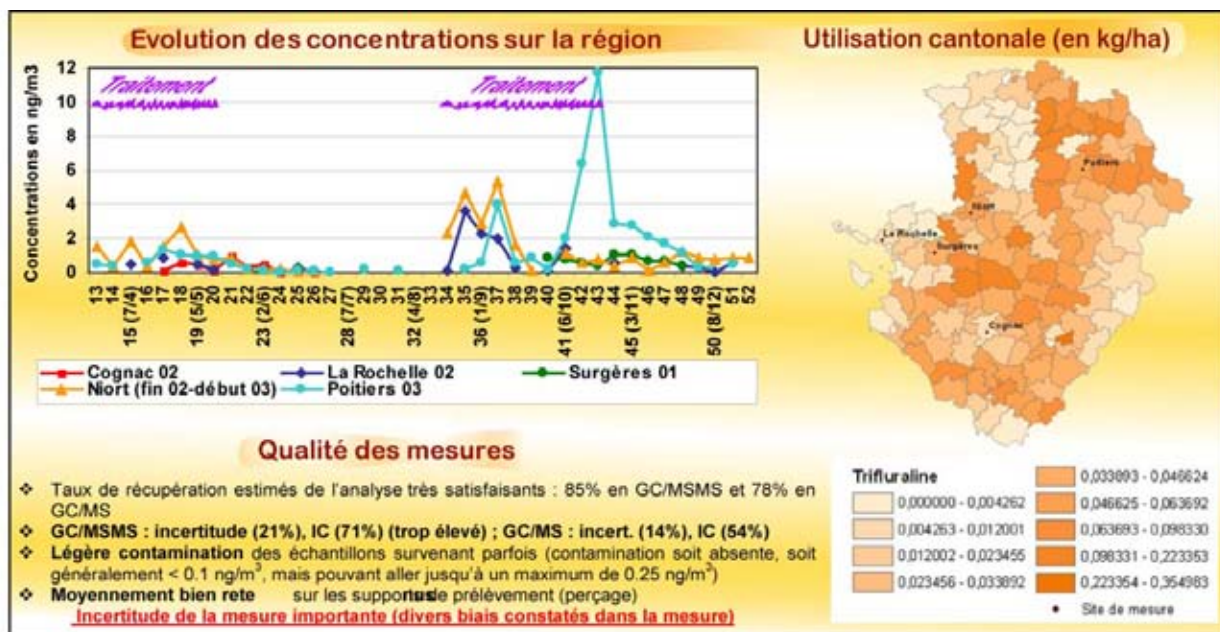 Evolution des concentrations sur la région
Utilisation cantonale (en kg/ha)
Concentrations en ng/m3
12
10
8
6
4
2
0
Traitement
Traitement
13
14
15 (7/4)
16
17
18
19 (5/5)
20
21
22
23 (2/6)
24
25
26
27
28 (7/7)
29
30
31
32 (4/8)
33
34
35
36 (1/9)
37
38
39
40
41 (6/10)
42
43
44
45 (3/11)
46
47
48
49
50 (8/12)
51
52
Cognac 02
La Rochelle 02
Surgères 01
Niort (fin 02-début 03)
Poitiers 03
Poitiers
Niort
La Rochelle
Surgères
Cognac
Qualité des mesures
❖ Taux de récupération estimés de l'analyse très satisfaisants : 85% en GC/MSMS et 78% en
GC/MS
❖ GC/MSMS : incertitude (21%), IC (71%) (trop élevé) ; GC/MS : incert. (14%), IC (54%)
❖ Légère contamination des échantillons survenant parfois (contamination soit absente, soit
généralement < 0.1 ng/m³, mais pouvant aller jusqu'à un maximum de 0.25 ng/m³)
❖ Moyennement bien rete sur les supports de prélèvement (perçage)
Incertitude de la mesure importante (divers biais constatés dans la mesure)
Trifluraline
0,000000 - 0,004262
0,004263 - 0,012001
0,012002 - 0,023455
0,023456 - 0,033892
0,033893 - 0,046624
0,046625 - 0,063692
0,063693 - 0,098330
0,098331 - 0,223353
0,223354 - 0,354983
Site de mesure